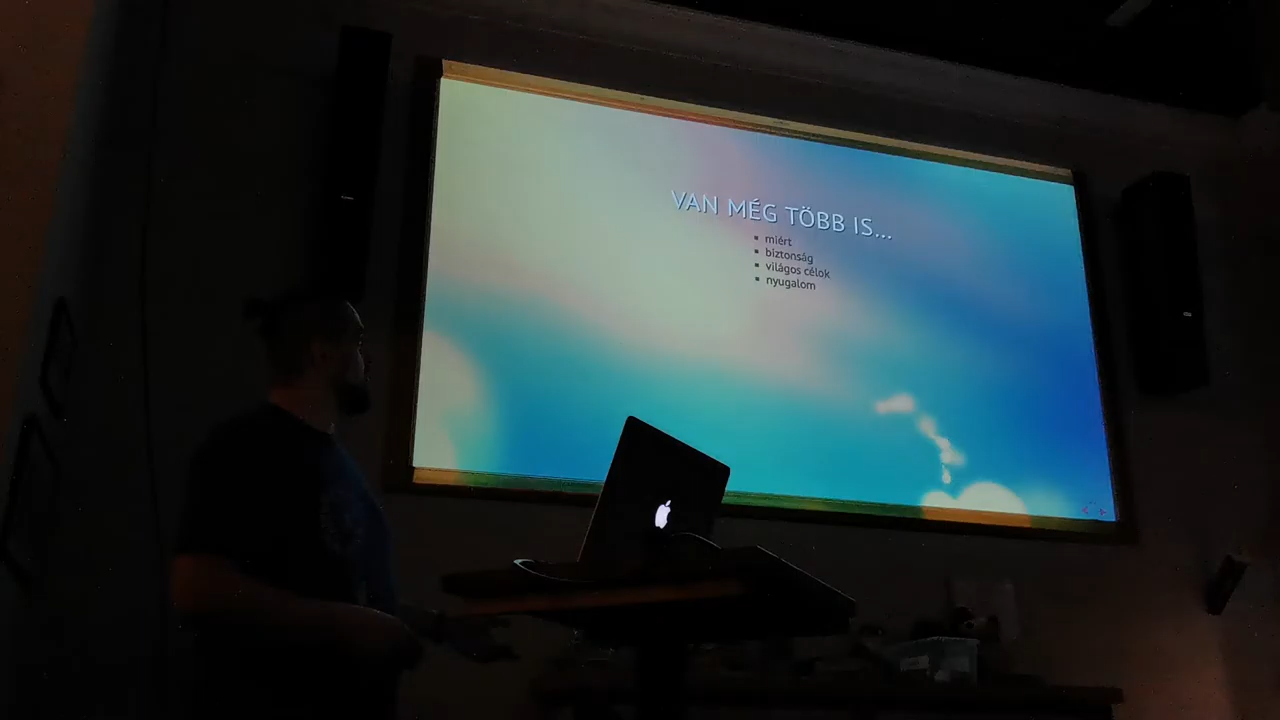 VAN MÉG TÖBB IS...
▪ miért
▪ biztonság
▪ világos célok
▪ nyugalom